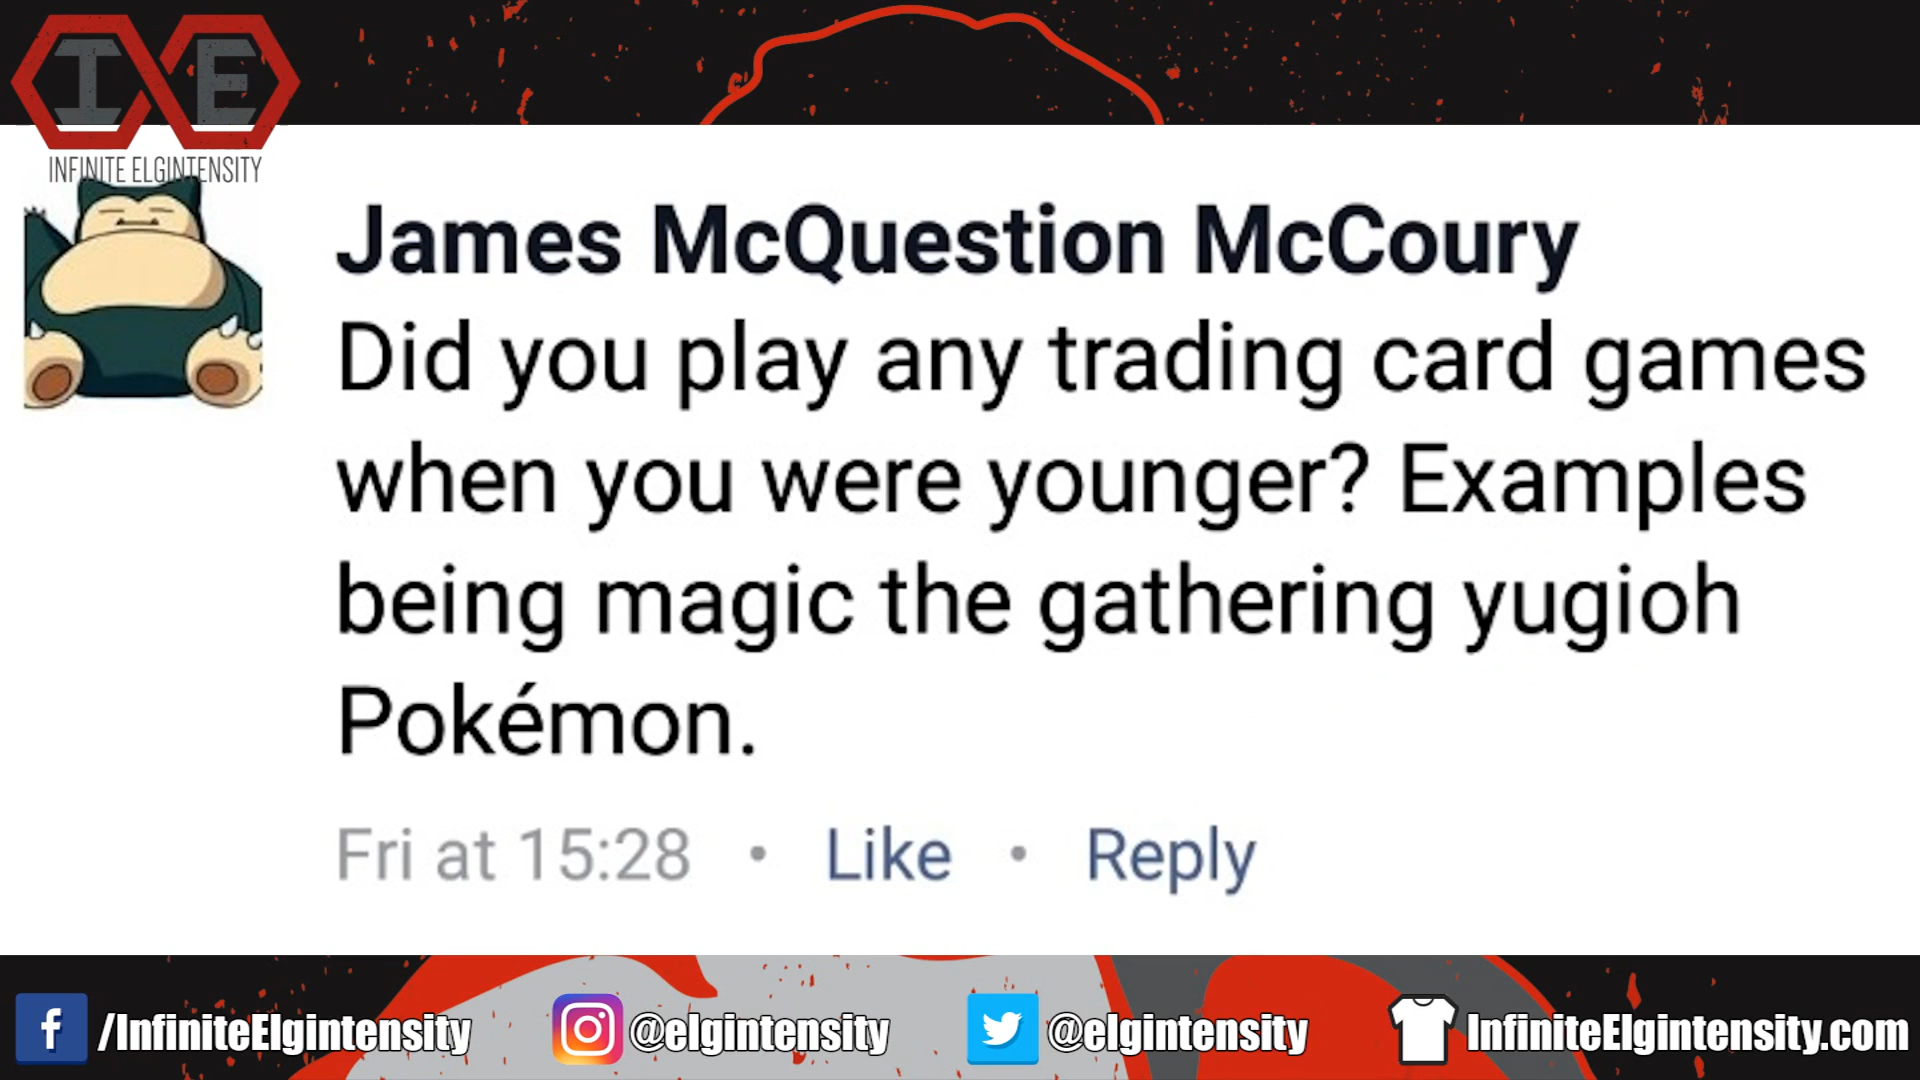 IE
INFINITE ELGINTENSITY
James McQuestion McCoury
Did you play any trading card games
when you were younger? Examples
being magic the gathering yugioh
Pokémon.
Fri at 15:28 • Like • Reply
f /InfiniteElgintensity @elgintensity @elgintensity InfiniteElgintensity.com